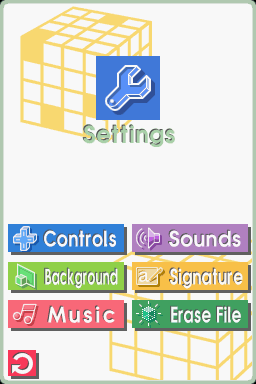 Settings
Controls
Sounds
Background
Signature
Music
Erase File